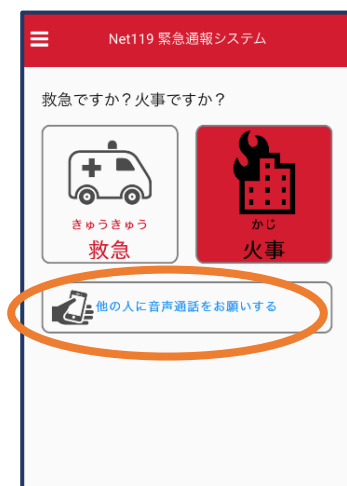 Net119 緊急通報システム
救急ですか？火事ですか？
きゅうきゅう
救急
かじ
火事
他の人に音声通話をお願いする